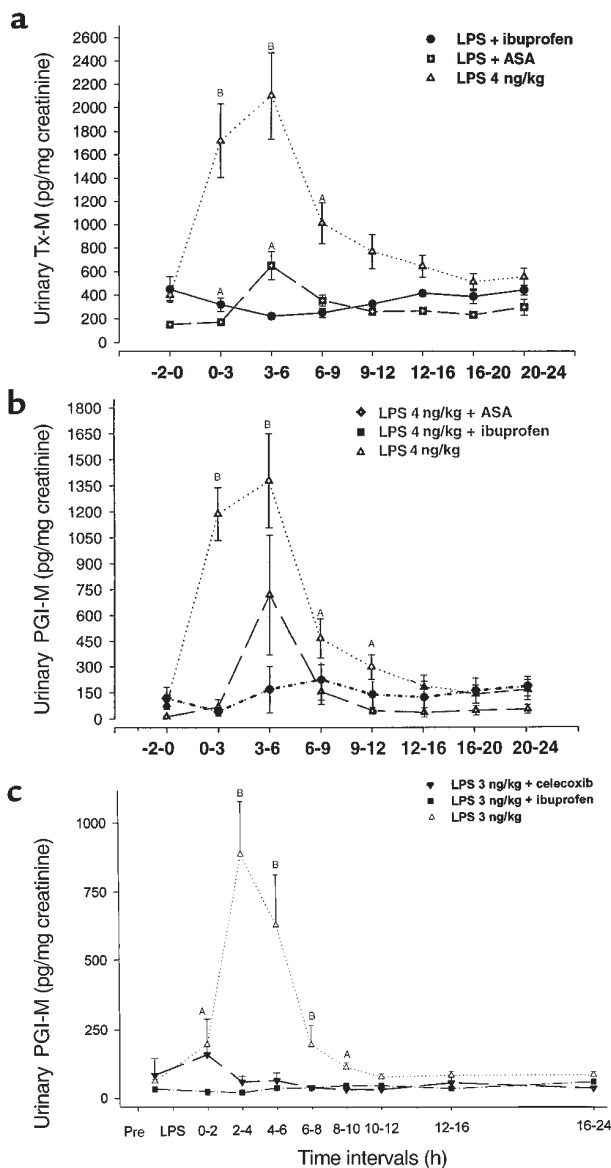 a
Urinary Tx-M (pg/mg creatinine)
2600
2400
2200
2000
1800
1600
1400
1200
1000
800
600
400
200
0
LPS + ibuprofen
LPS + ASA
LPS 4 ng/kg
B
B
A
A
A
-2-0 0-3 3-6 6-9 9-12 12-16 16-20 20-24
b
Urinary PGI-M (pg/mg creatinine)
1800
1650
1500
1350
1200
1050
900
750
600
450
300
150
0
LPS 4 ng/kg + ASA
LPS 4 ng/kg + ibuprofen
LPS 4 ng/kg
B
B
A
A
-2-0 0-3 3-6 6-9 9-12 12-16 16-20 20-24
c
Urinary PGI-M (pg/mg creatinine)
1000
750
500
250
0
LPS 3 ng/kg + celecoxib
LPS 3 ng/kg + ibuprofen
LPS 3 ng/kg
B
B
A
B
A
Pre LPS 0-2 2-4 4-6 6-8 8-10 10-12 12-16 16-24
Time intervals (h)